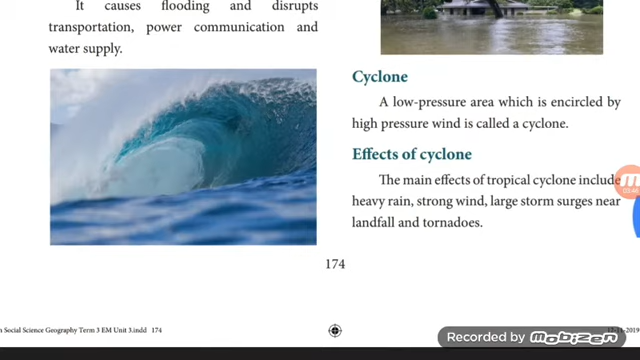 It causes flooding and disrupts
transportation, power communication and
water supply.
Cyclone
A low-pressure area which is encircled by
high pressure wind is called a cyclone.
Effects of cyclone
The main effects of tropical cyclone include
heavy rain, strong wind, large storm surges near
landfall and tornadoes.
174
Social Science Geography Term 3 EM Unit 3.indd 174
Recorded by
mobizen